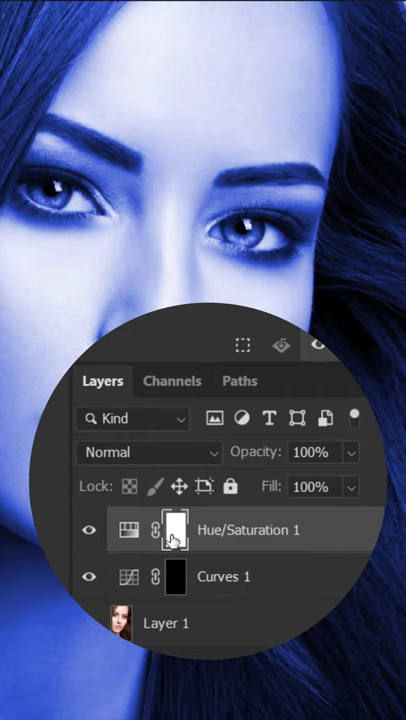 Layers Channels Paths
Kind
Normal Opacity: 100%
Lock: Fill: 100%
Hue/Saturation 1
Curves 1
Layer 1